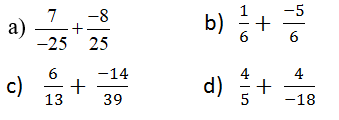 a) 7/-25 + -8/25 b) 1/6 + -5/6
c) 6/13 + -14/39 d) 4/5 + 4/-18